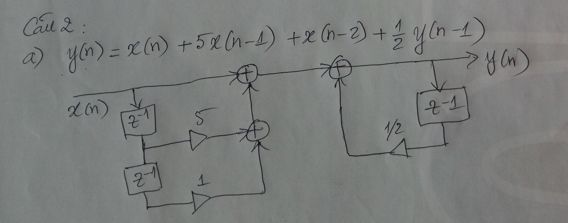 Câu 2:
a) y(n) = x(n) + 5x(n-1) + x(n-2) + 1/2 y(n-1)
y(n)
x(n)
z⁻¹
5
z-1
1/2
z⁻¹
1